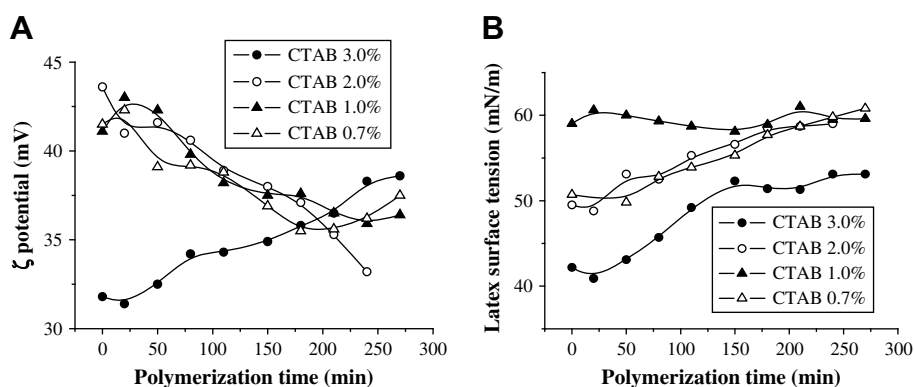 A
45
40
35
30
ζ potential (mV)
CTAB 3.0%
CTAB 2.0%
CTAB 1.0%
CTAB 0.7%
0 50 100 150 200 250 300
Polymerization time (min)
B
60
50
40
Latex surface tension (mN/m)
CTAB 3.0%
CTAB 2.0%
CTAB 1.0%
CTAB 0.7%
0 50 100 150 200 250 300
Polymerization time (min)